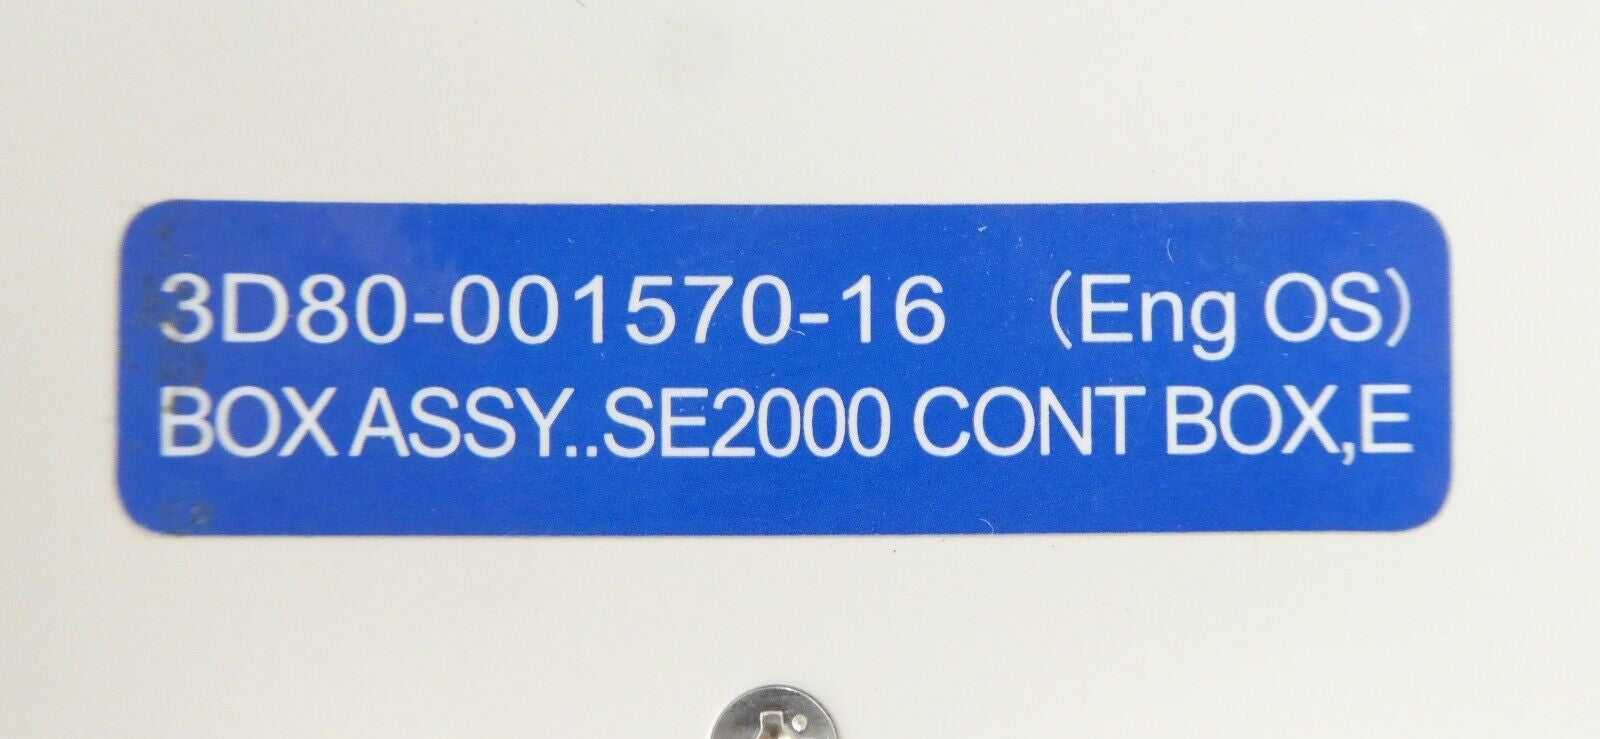 3D80-001570-16 (Eng OS)
BOX ASSY..SE2000 CONT BOX,E